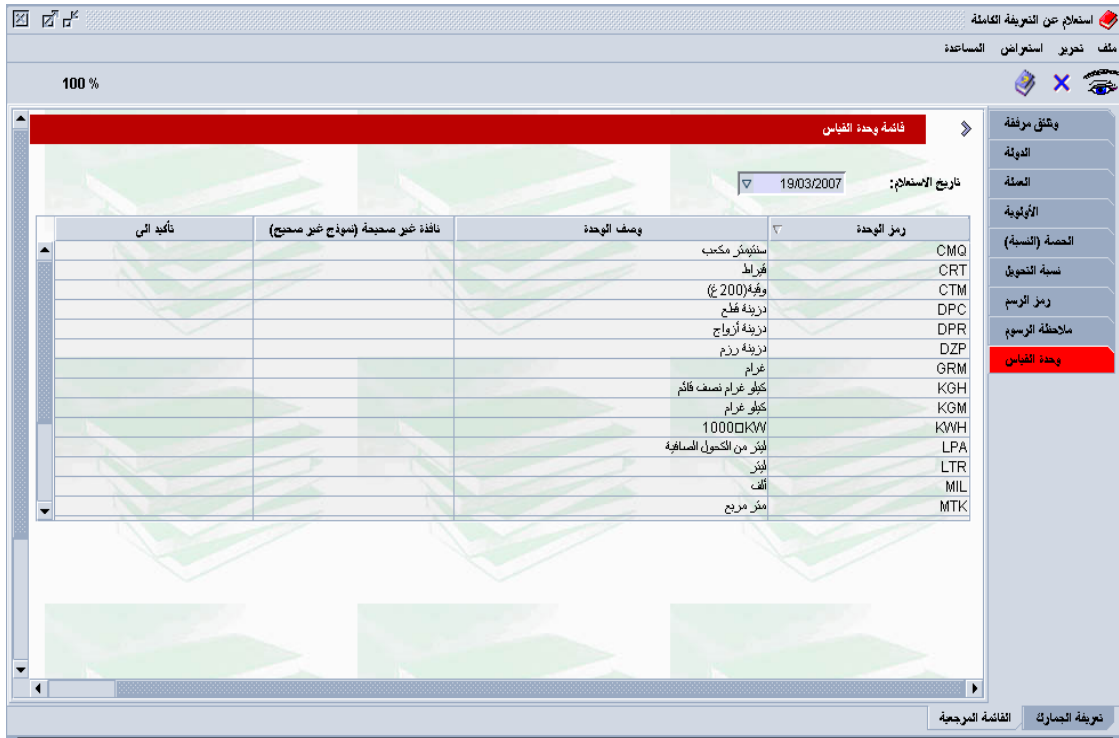 استعلام عن التعريفة الكاملة
ملف تحرير استعراض المساعدة
100 %
وثائق مرفقة
الدولة
العملة
الأولوية
الحصة (النسبة)
نسبة التحويل
رمز الرسم
ملاحظة الرسوم
وحدة القياس
قائمة وحدة القياس
تاريخ الاستعلام: 19/03/2007
رمز الوحدة وصف الوحدة نافذة غير صحيحة (نموذج غير صحيح) تأكيد الى
CMQ سنتيمتر مكعب
CRT قيراط
CTM وقية(200 غ)
DPC دزينة قطع
DPR دزينة أزواج
DZP دزينة رزم
GRM غرام
KGH كيلو غرام نصف قائم
KGM كيلو غرام
KWH 1000□KW
LPA ليتر من الكحول الصافية
LTR ليتر
MIL ألف
MTK متر مربع
تعريفة الجمارك القائمة المرجعية